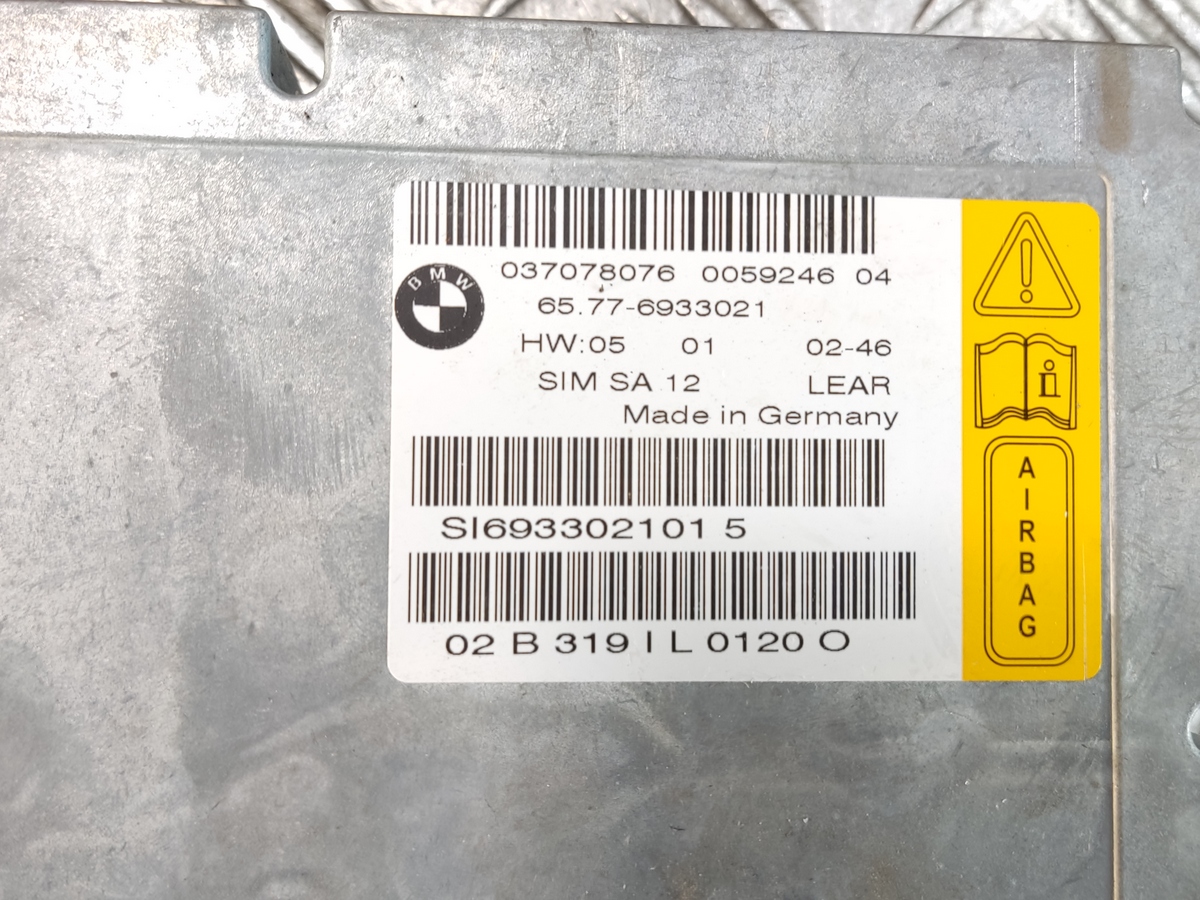 037078076 0059246 04
BMW
65.77-6933021
HW:05 01 02-46
SIM SA 12 LEAR
Made in Germany
SI693302101 5
02 B 319 I L 0120 O
i
AIRBAG